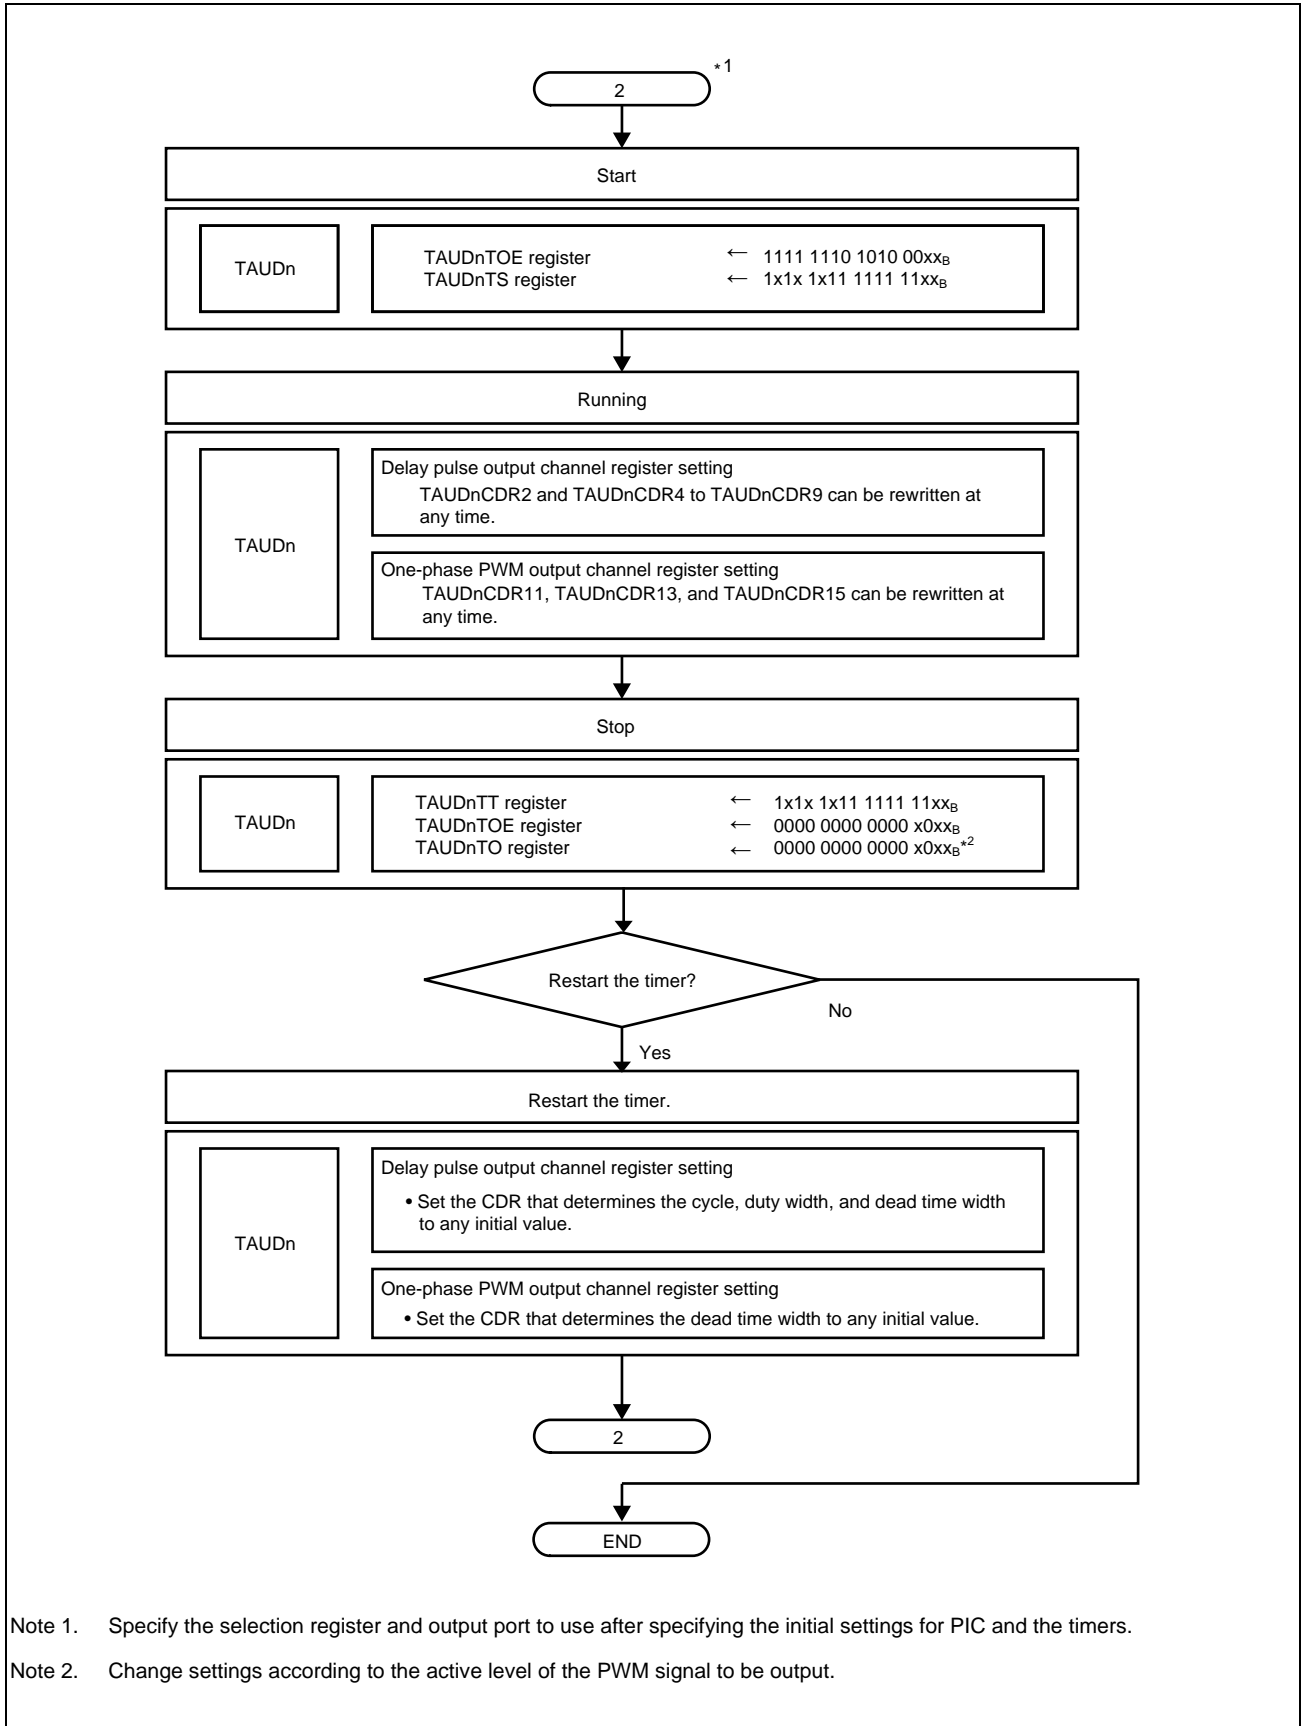 2 *1
Start
TAUDn
TAUDnTOE register ← 1111 1110 1010 00xxB
TAUDnTS register ← 1x1x 1x11 1111 11xxB
Running
TAUDn
Delay pulse output channel register setting
TAUDnCDR2 and TAUDnCDR4 to TAUDnCDR9 can be rewritten at
any time.
One-phase PWM output channel register setting
TAUDnCDR11, TAUDnCDR13, and TAUDnCDR15 can be rewritten at
any time.
Stop
TAUDn
TAUDnTT register ← 1x1x 1x11 1111 11xxB
TAUDnTOE register ← 0000 0000 0000 x0xxB
TAUDnTO register ← 0000 0000 0000 x0xxB*2
Restart the timer?
No
Yes
Restart the timer.
TAUDn
Delay pulse output channel register setting
• Set the CDR that determines the cycle, duty width, and dead time width
to any initial value.
One-phase PWM output channel register setting
• Set the CDR that determines the dead time width to any initial value.
2
END
Note 1. Specify the selection register and output port to use after specifying the initial settings for PIC and the timers.
Note 2. Change settings according to the active level of the PWM signal to be output.